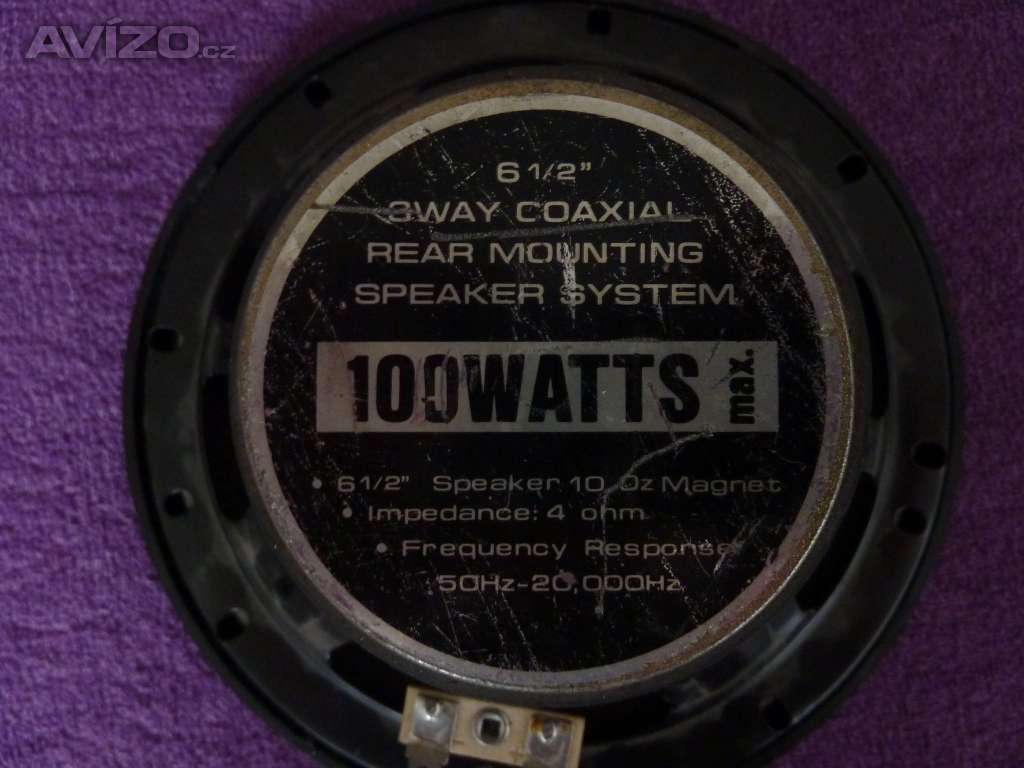 AVÍZO.cz
6 1/2"
3WAY COAXIAL
REAR MOUNTING
SPEAKER SYSTEM
100WATTS max.
• 6 1/2" Speaker 10 Oz Magnet
• Impedance: 4 ohm
• Frequency Response
50Hz-20,000Hz